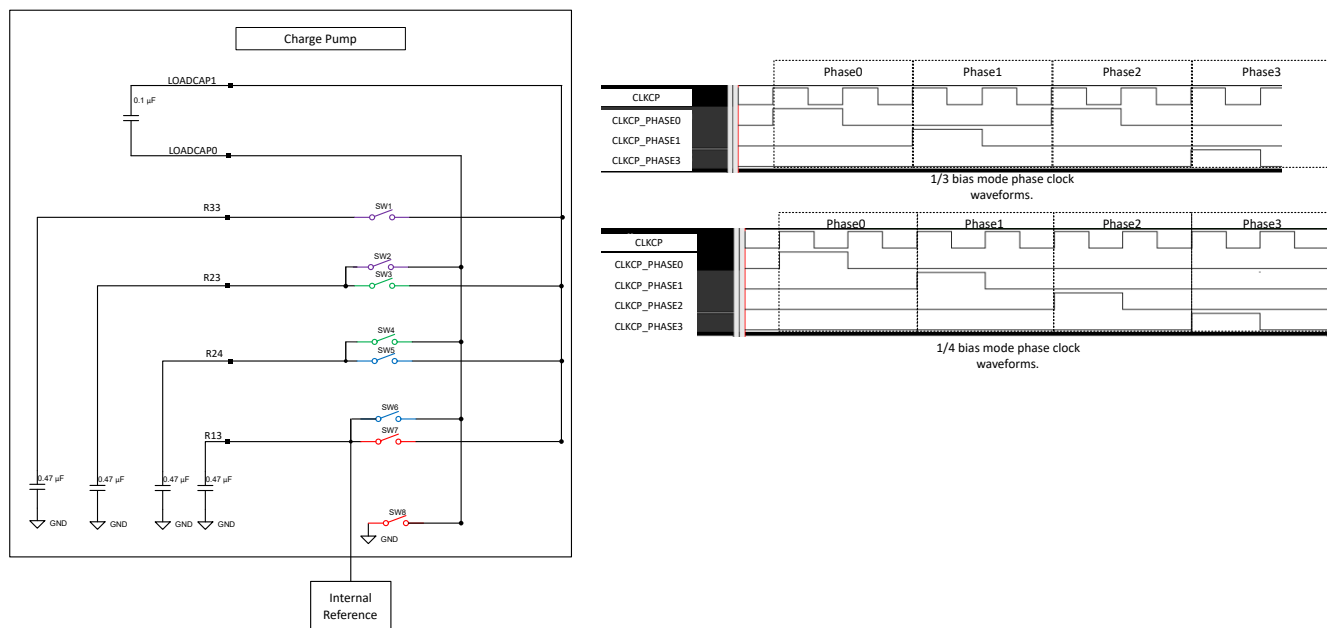 Charge Pump
LOADCAP1
0.1 µF
LOADCAP0
R33
SW1
SW2
R23
SW3
SW4
R24
SW5
SW6
R13
SW7
0.47 µF
0.47 µF
0.47 µF
0.47 µF
SW8
GND
GND
GND
GND
GND
Internal
Reference
Phase0
Phase1
Phase2
Phase3
CLKCP
CLKCP_PHASE0
CLKCP_PHASE1
CLKCP_PHASE3
1/3 bias mode phase clock
waveforms.
Phase0
Phase1
Phase2
Phase3
CLKCP
CLKCP_PHASE0
CLKCP_PHASE1
CLKCP_PHASE2
CLKCP_PHASE3
1/4 bias mode phase clock
waveforms.